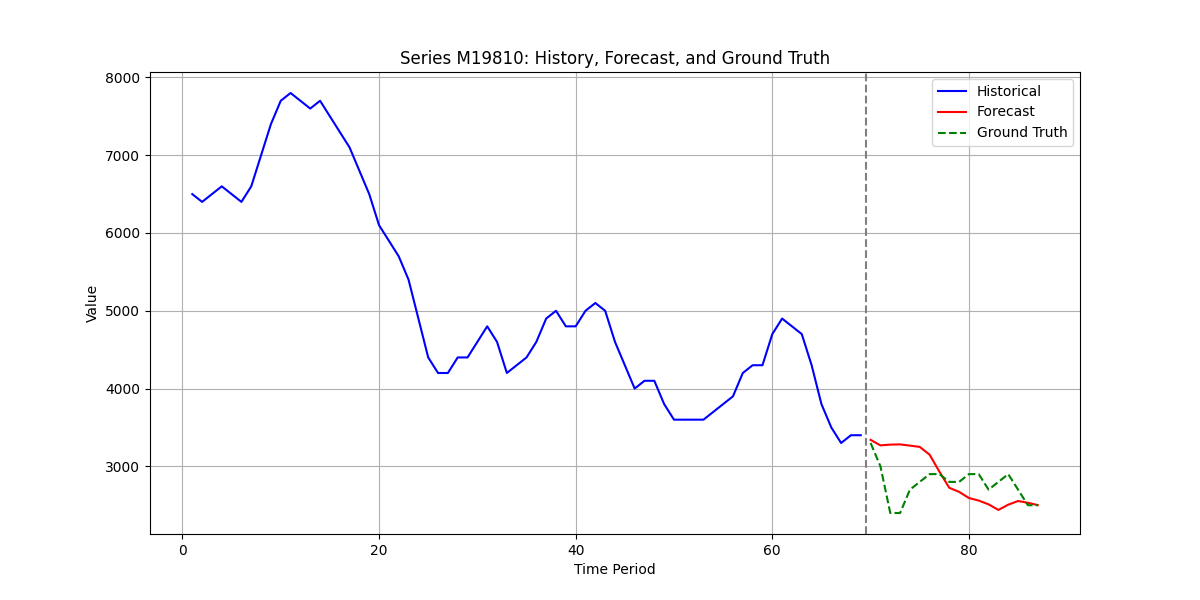 Series M19810: History, Forecast, and Ground Truth
Historical
Forecast
Ground Truth
8000
7000
6000
5000
4000
3000
Value
0
20
40
60
80
Time Period